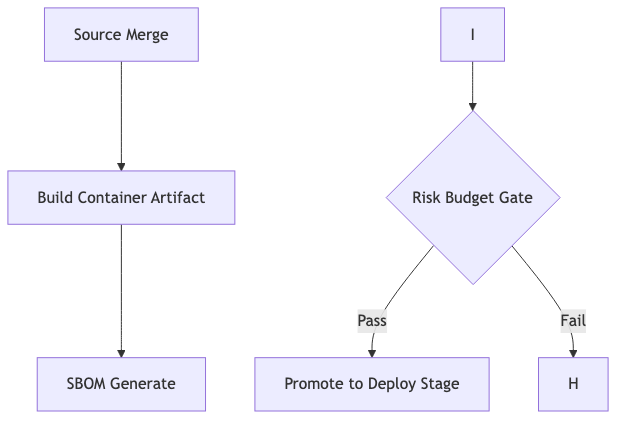 Source Merge
I
Build Container Artifact
Risk Budget Gate
Pass
Fail
SBOM Generate
Promote to Deploy Stage
H